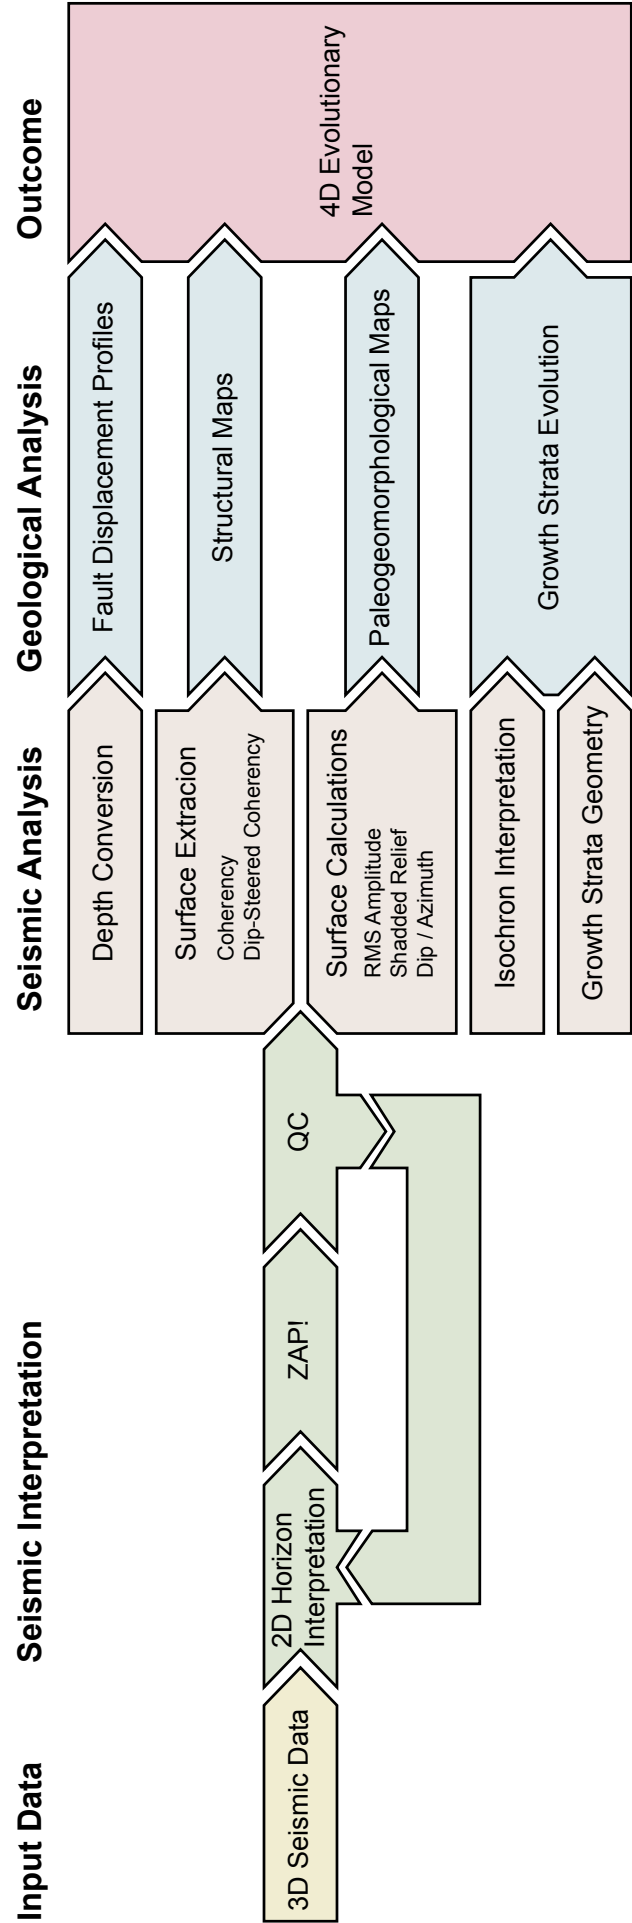 Input Data
Seismic Interpretation
Seismic Analysis
Geological Analysis
Outcome
3D Seismic Data
2D Horizon
Interpretation
ZAP!
QC
Depth Conversion
Surface Extracion
Coherency
Dip-Steered Coherency
Surface Calculations
RMS Amplitude
Shadded Relief
Dip / Azimuth
Isochron Interpretation
Growth Strata Geometry
Fault Displacement Profiles
Structural Maps
Paleogeomorphological Maps
Growth Strata Evolution
4D Evolutionary
Model